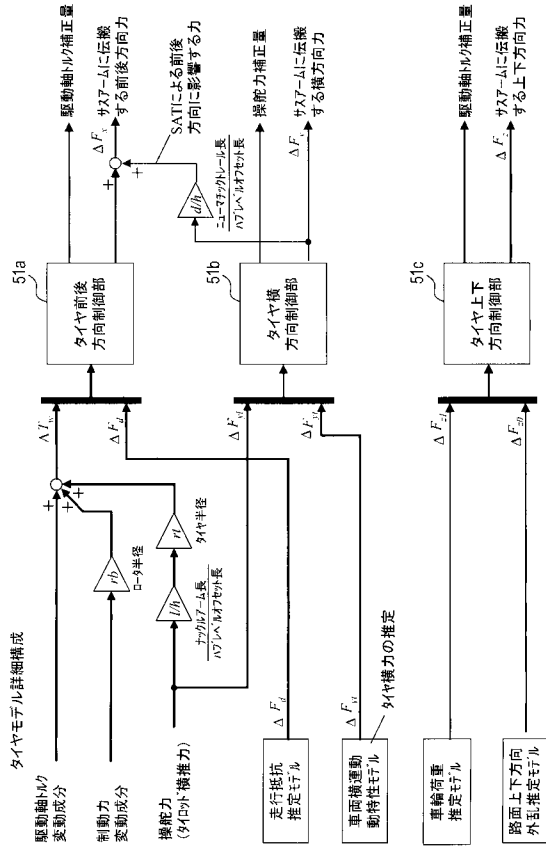 タイヤモデル詳細構成
駆動軸トルク
変動成分
制動力
変動成分
操舵力
(タイロッド横推力)
rb
ロータ半径
l/h
ナックルアーム長
ハブレベルオフセット長
rt
タイヤ半径
+
+
+
ΔT_w
ΔF_d
51a
タイヤ前後
方向制御部
駆動軸トルク補正量
+
+
ΔF_x
サスアームに伝搬
する前後方向力
SATによる前後
方向に影響する力
d/h
ニューマチックトレール長
ハブレベルオフセット長
走行抵抗
推定モデル
ΔF_d
車両横運動
動特性モデル
ΔF_yt
タイヤ横力の推定
ΔF_yt
51b
タイヤ横
方向制御部
操舵力補正量
サスアームに伝搬
する横方向力
車輪荷重
推定モデル
ΔF_z1
路面上下方向
外乱推定モデル
ΔF_z0
51c
タイヤ上下
方向制御部
駆動軸トルク補正量
ΔF_z
サスアームに伝搬
する上下方向力